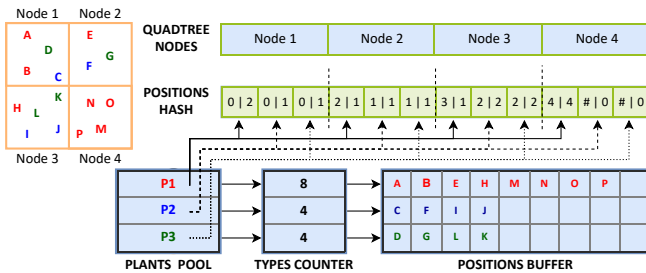 Node 1 Node 2
A
D
B
C
E
G
F
H
K
L
I
J
N O
P M
Node 3 Node 4
QUADTREE NODES
Node 1 Node 2 Node 3 Node 4
POSITIONS HASH
0 | 2 0 | 1 0 | 1 2 | 1 1 | 1 1 | 1 3 | 1 2 | 2 2 | 2 4 | 4 # | 0 # | 0
P1 8 A B E H M N O P
P2 4 C F I J
P3 4 D G L K
PLANTS POOL TYPES COUNTER POSITIONS BUFFER